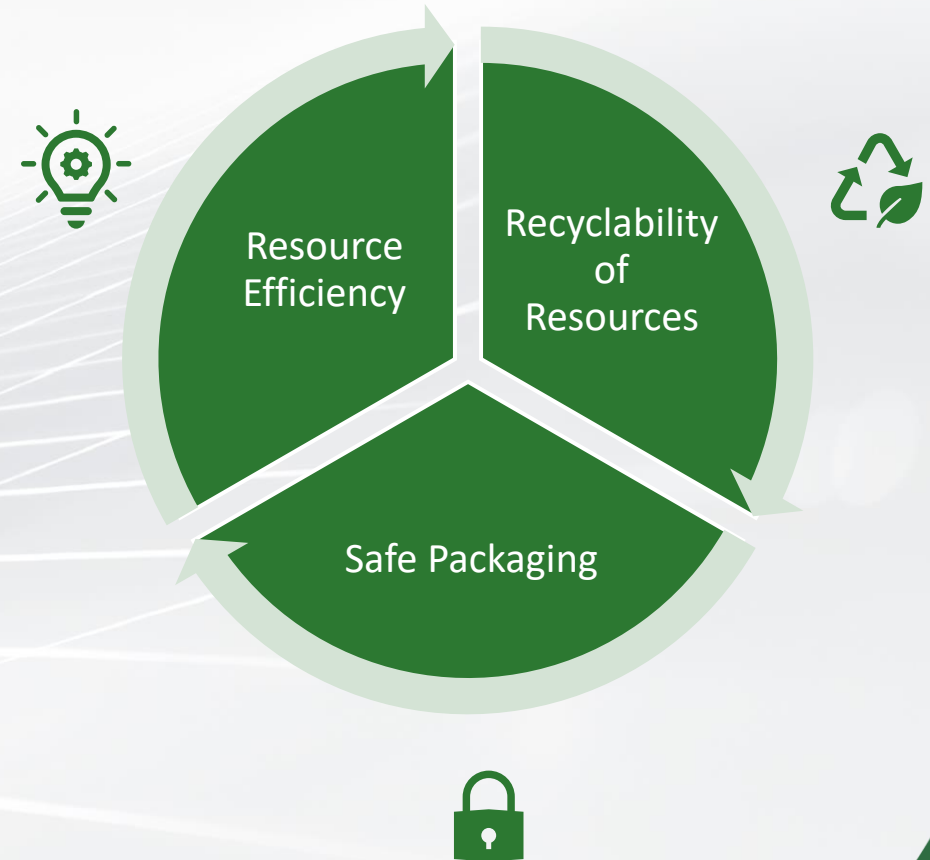 Resource
Efficiency
Recyclability
of
Resources
Safe Packaging